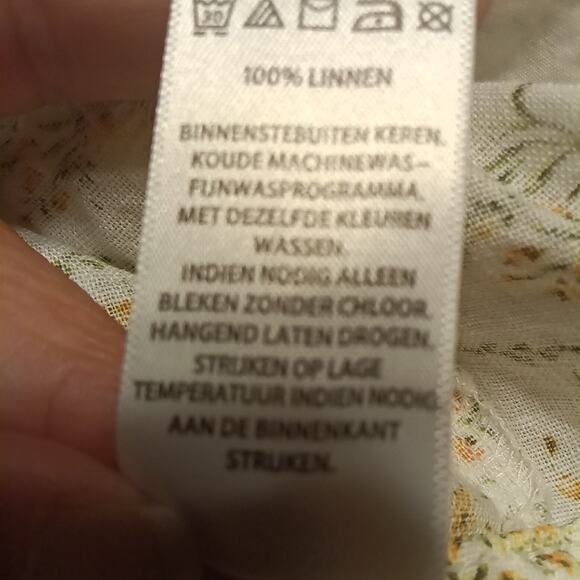 30
100% LINNEN
BINNENSTEBUITEN KEREN.
KOUDE MACHINEWAS–
FIJNWASPROGRAMMA.
MET DEZELFDE KLEUREN
WASSEN.
INDIEN NODIG ALLEEN
BLEKEN ZONDER CHLOOR.
HANGEND LATEN DROGEN.
STRIJKEN OP LAGE
TEMPERATUUR INDIEN NODIG.
AAN DE BINNENKANT
STRIJKEN.